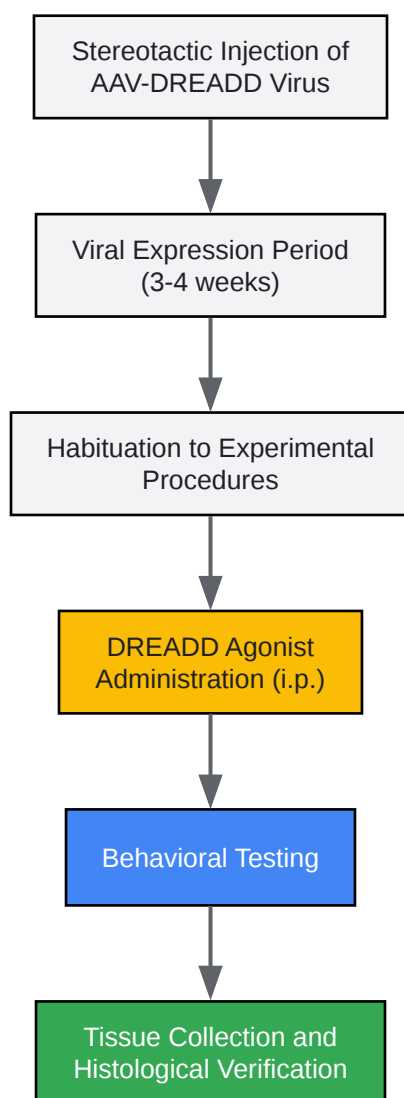 Stereotactic Injection of
AAV-DREADD Virus
Viral Expression Period
(3-4 weeks)
Habituation to Experimental
Procedures
DREADD Agonist
Administration (i.p.)
Behavioral Testing
Tissue Collection and
Histological Verification